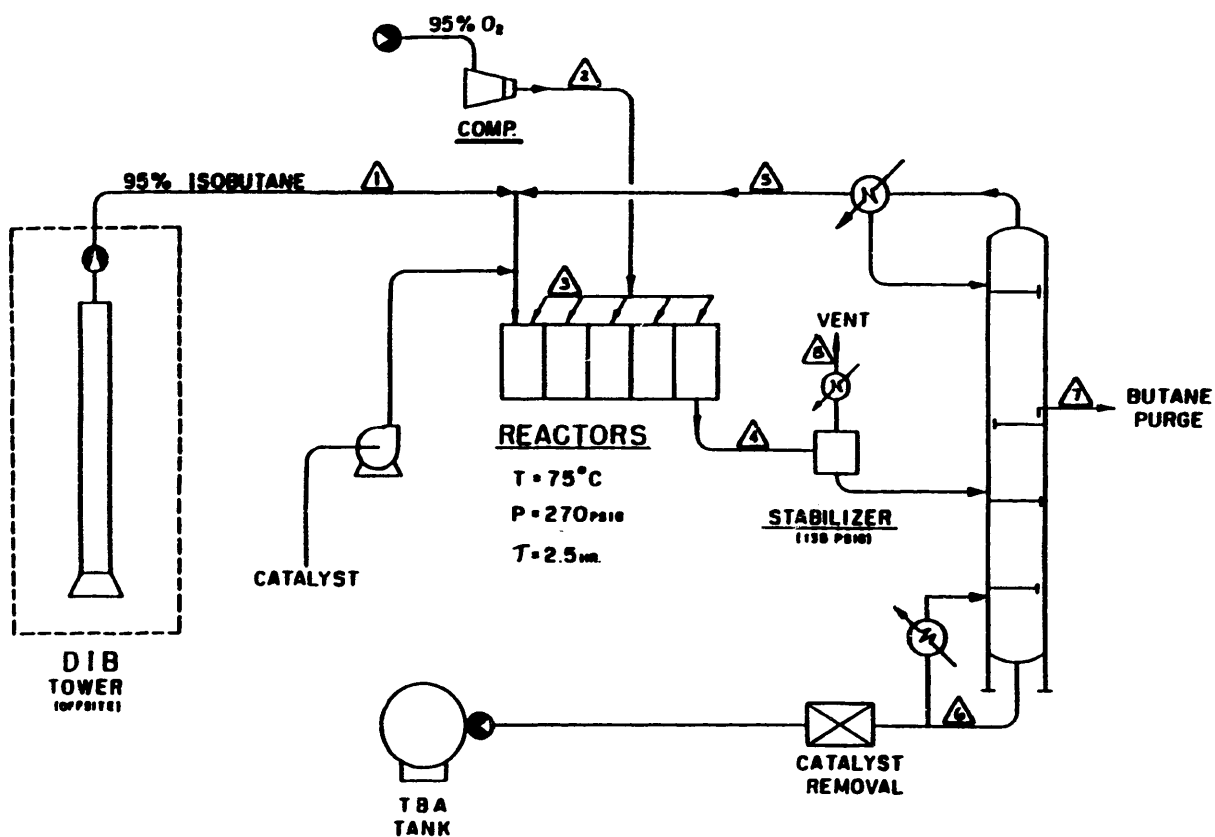 95% O₂
2
COMP.
95% ISOBUTANE
1
5
3
VENT
8
7
BUTANE
PURGE
REACTORS
4
T = 75°C
P = 270 PSIG
STABILIZER
τ = 2.5 HR.
CATALYST
DIB
TOWER
(OFFSITE)
6
CATALYST
REMOVAL
TBA
TANK